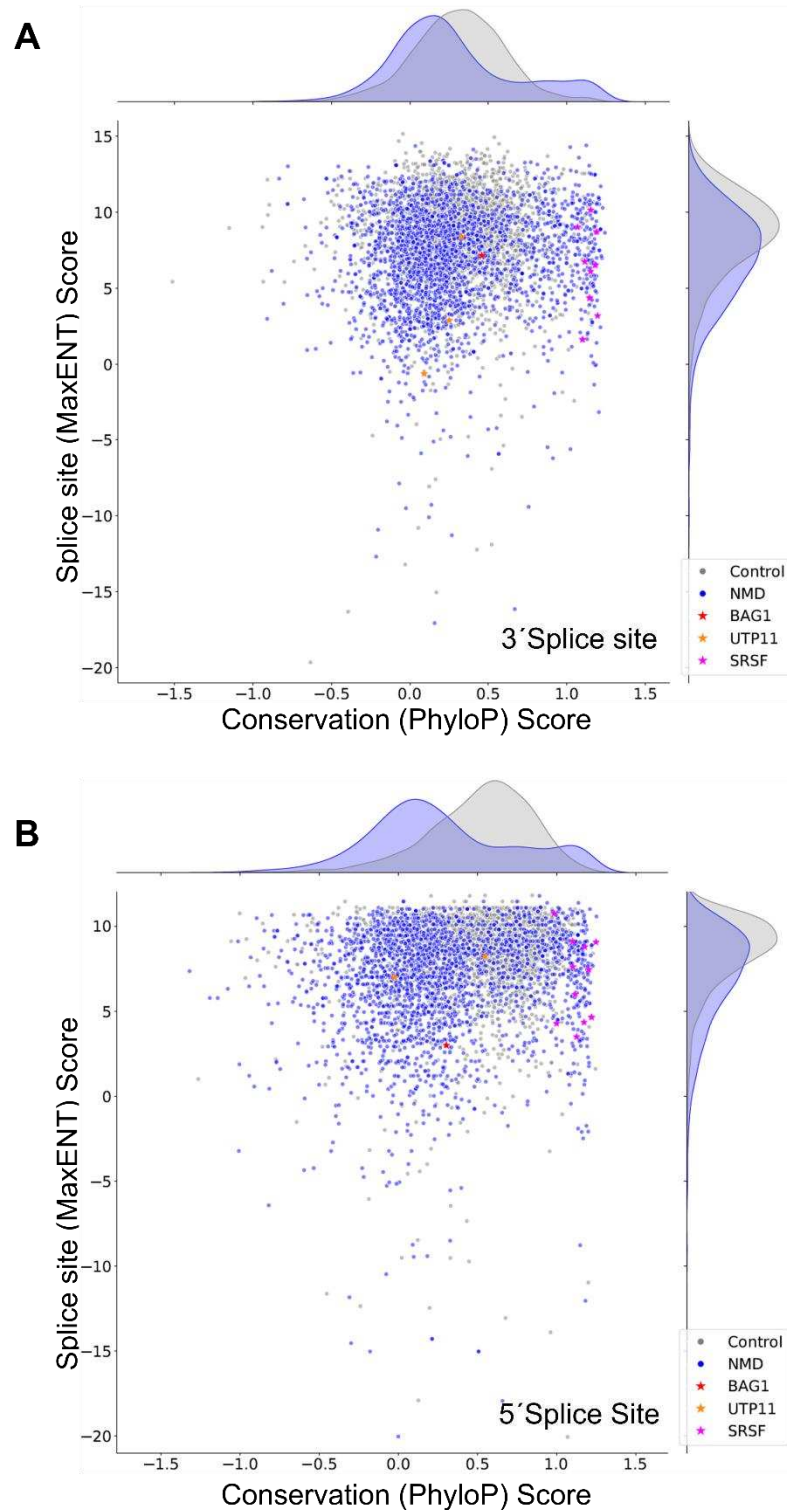 A
15
10
5
0
−5
−10
−15
−20
Splice site (MaxENT) Score
Control
NMD
BAG1
UTP11
SRSF
3´Splice site
−1.5
−1.0
−0.5
0.0
0.5
1.0
1.5
Conservation (PhyloP) Score
B
10
5
0
−5
−10
−15
−20
Splice site (MaxENT) Score
Control
NMD
BAG1
UTP11
SRSF
5´Splice Site
−1.5
−1.0
−0.5
0.0
0.5
1.0
1.5
Conservation (PhyloP) Score